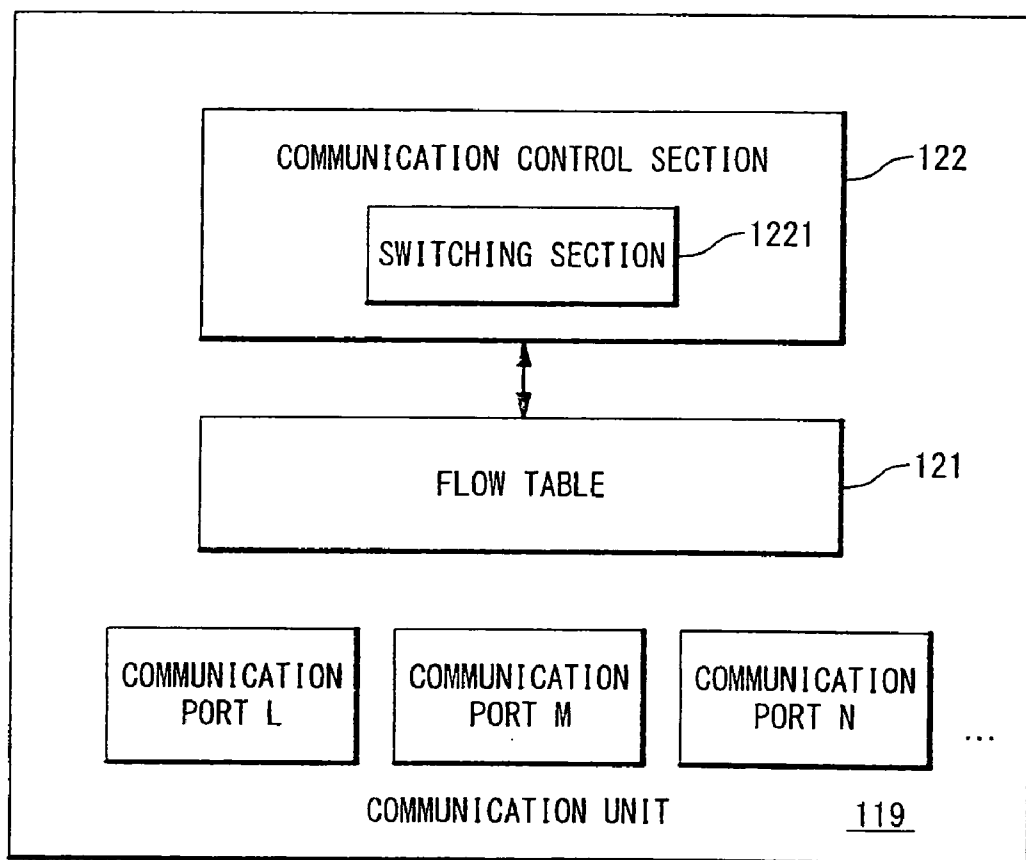 COMMUNICATION CONTROL SECTION
122
SWITCHING SECTION
1221
FLOW TABLE
121
COMMUNICATION
PORT L
COMMUNICATION
PORT M
COMMUNICATION
PORT N
...
COMMUNICATION UNIT
119